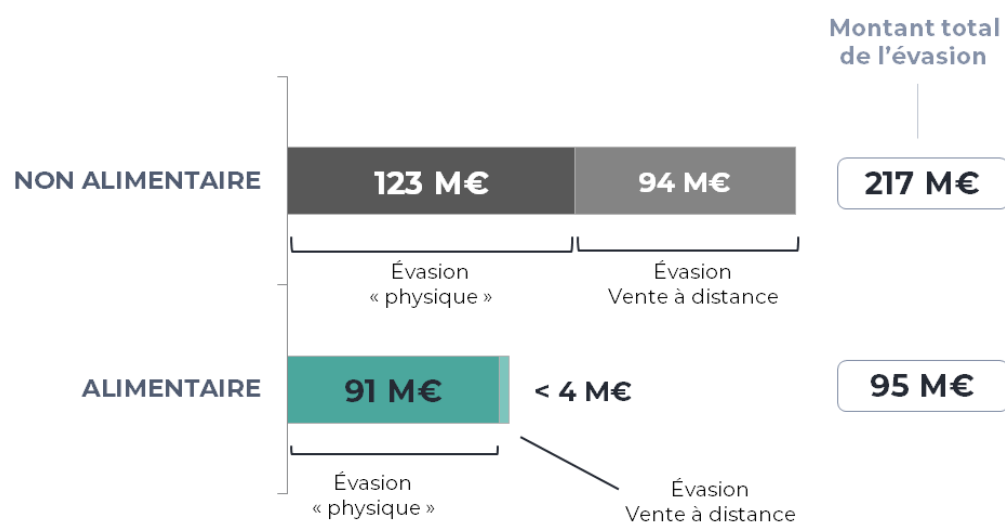 Montant total
de l'évasion
NON ALIMENTAIRE
123 M€
94 M€
217 M€
Évasion
« physique »
Évasion
Vente à distance
ALIMENTAIRE
91 M€
< 4 M€
95 M€
Évasion
« physique »
Évasion
Vente à distance